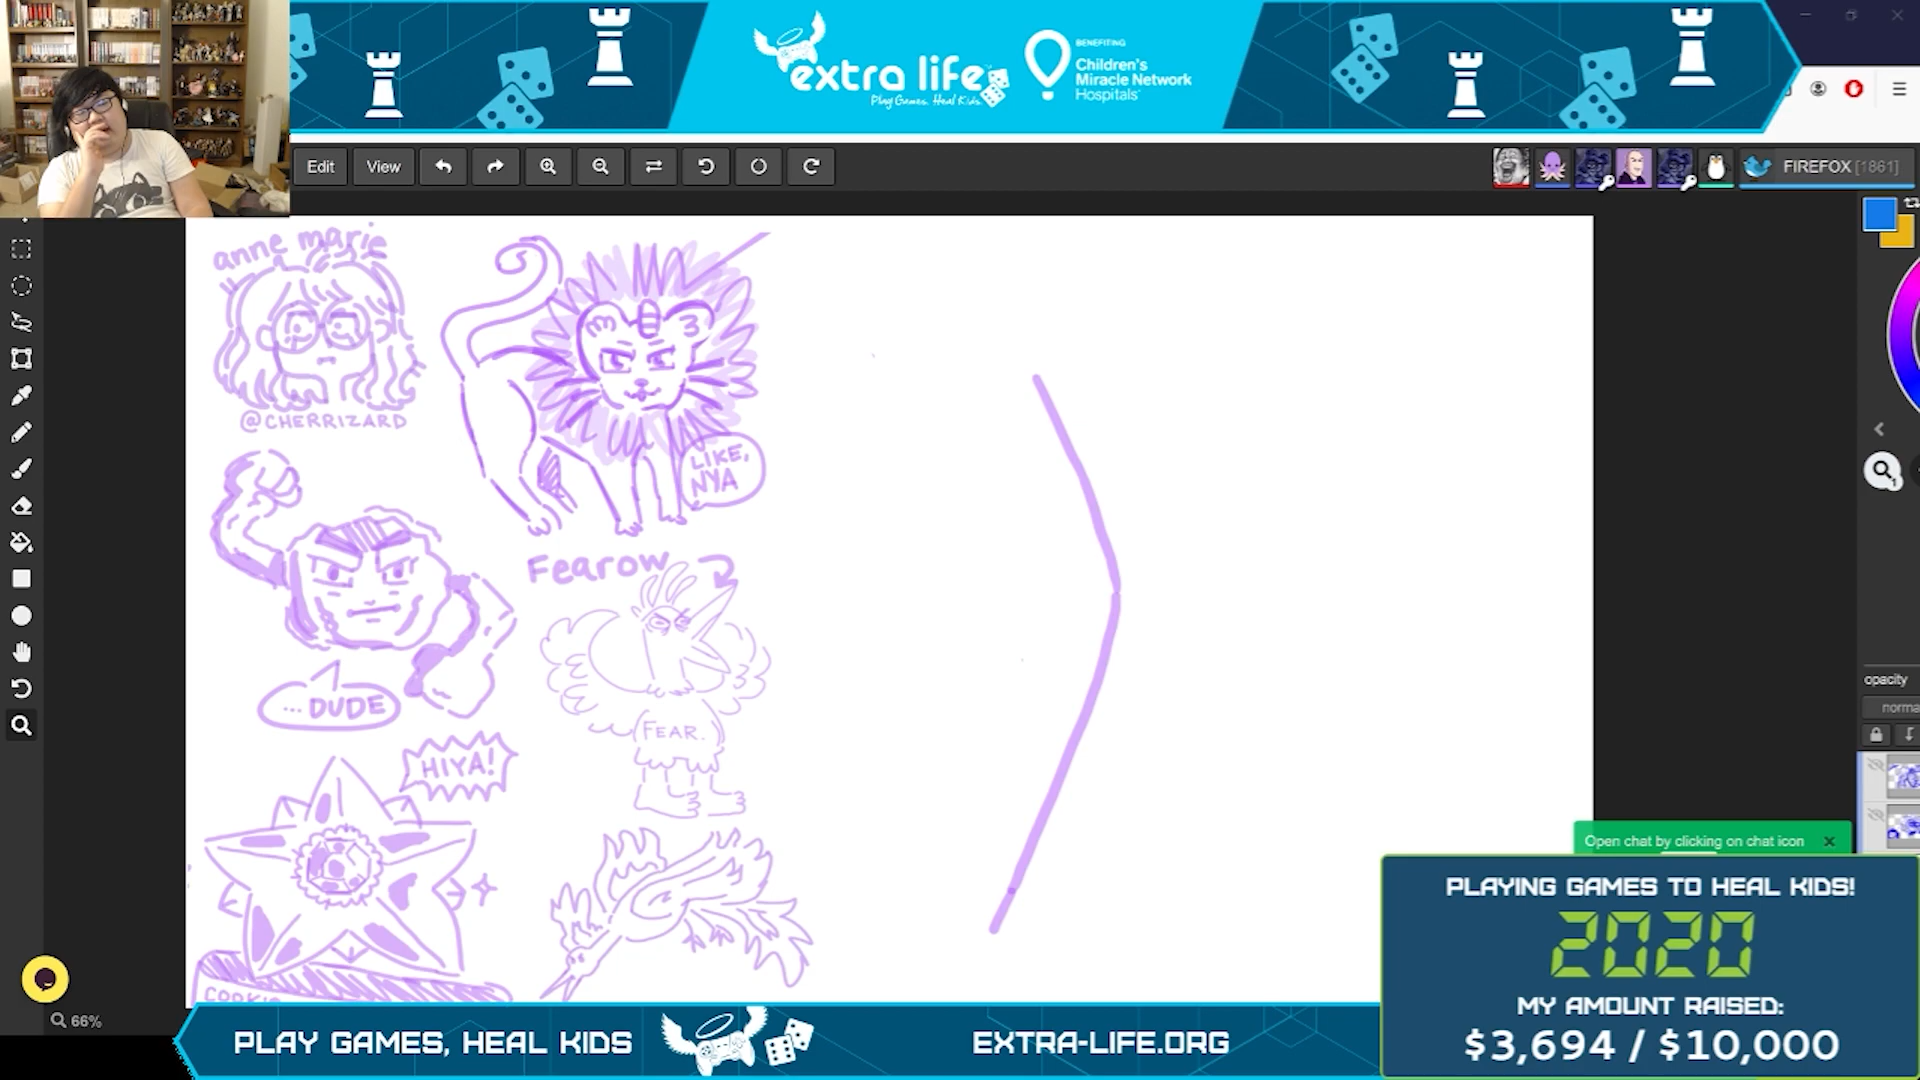 extra life
Play Games. Heal Kids.
BENEFITING
Children's
Miracle Network
Hospitals
Edit
View
FIREFOX [1861]
anne marie
@CHERRIZARD
LIKE,
NYA
Fearow
... DUDE
FEAR.
HIYA!
opacity
norma
Open chat by clicking on chat icon
PLAYING GAMES TO HEAL KIDS!
2020
MY AMOUNT RAISED:
$3,694 / $10,000
66%
PLAY GAMES, HEAL KIDS
EXTRA-LIFE.ORG